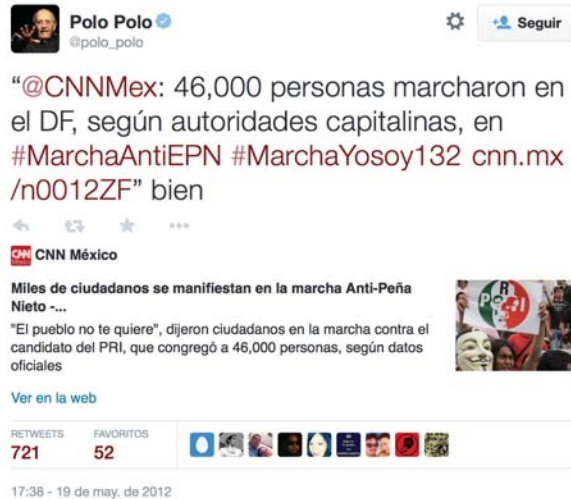 Polo Polo
@polo_polo
Seguir
“@CNNMex: 46,000 personas marcharon en
el DF, según autoridades capitalinas, en
#MarchaAntiEPN #MarchaYosoy132 cnn.mx
/n0012ZF” bien
CNN CNN México
Miles de ciudadanos se manifiestan en la marcha Anti-Peña
Nieto -...
"El pueblo no te quiere", dijeron ciudadanos en la marcha contra el
candidato del PRI, que congregó a 46,000 personas, según datos
oficiales
PRI
Ver en la web
RETWEETS FAVORITOS
721 52
17:38 - 19 de may. de 2012